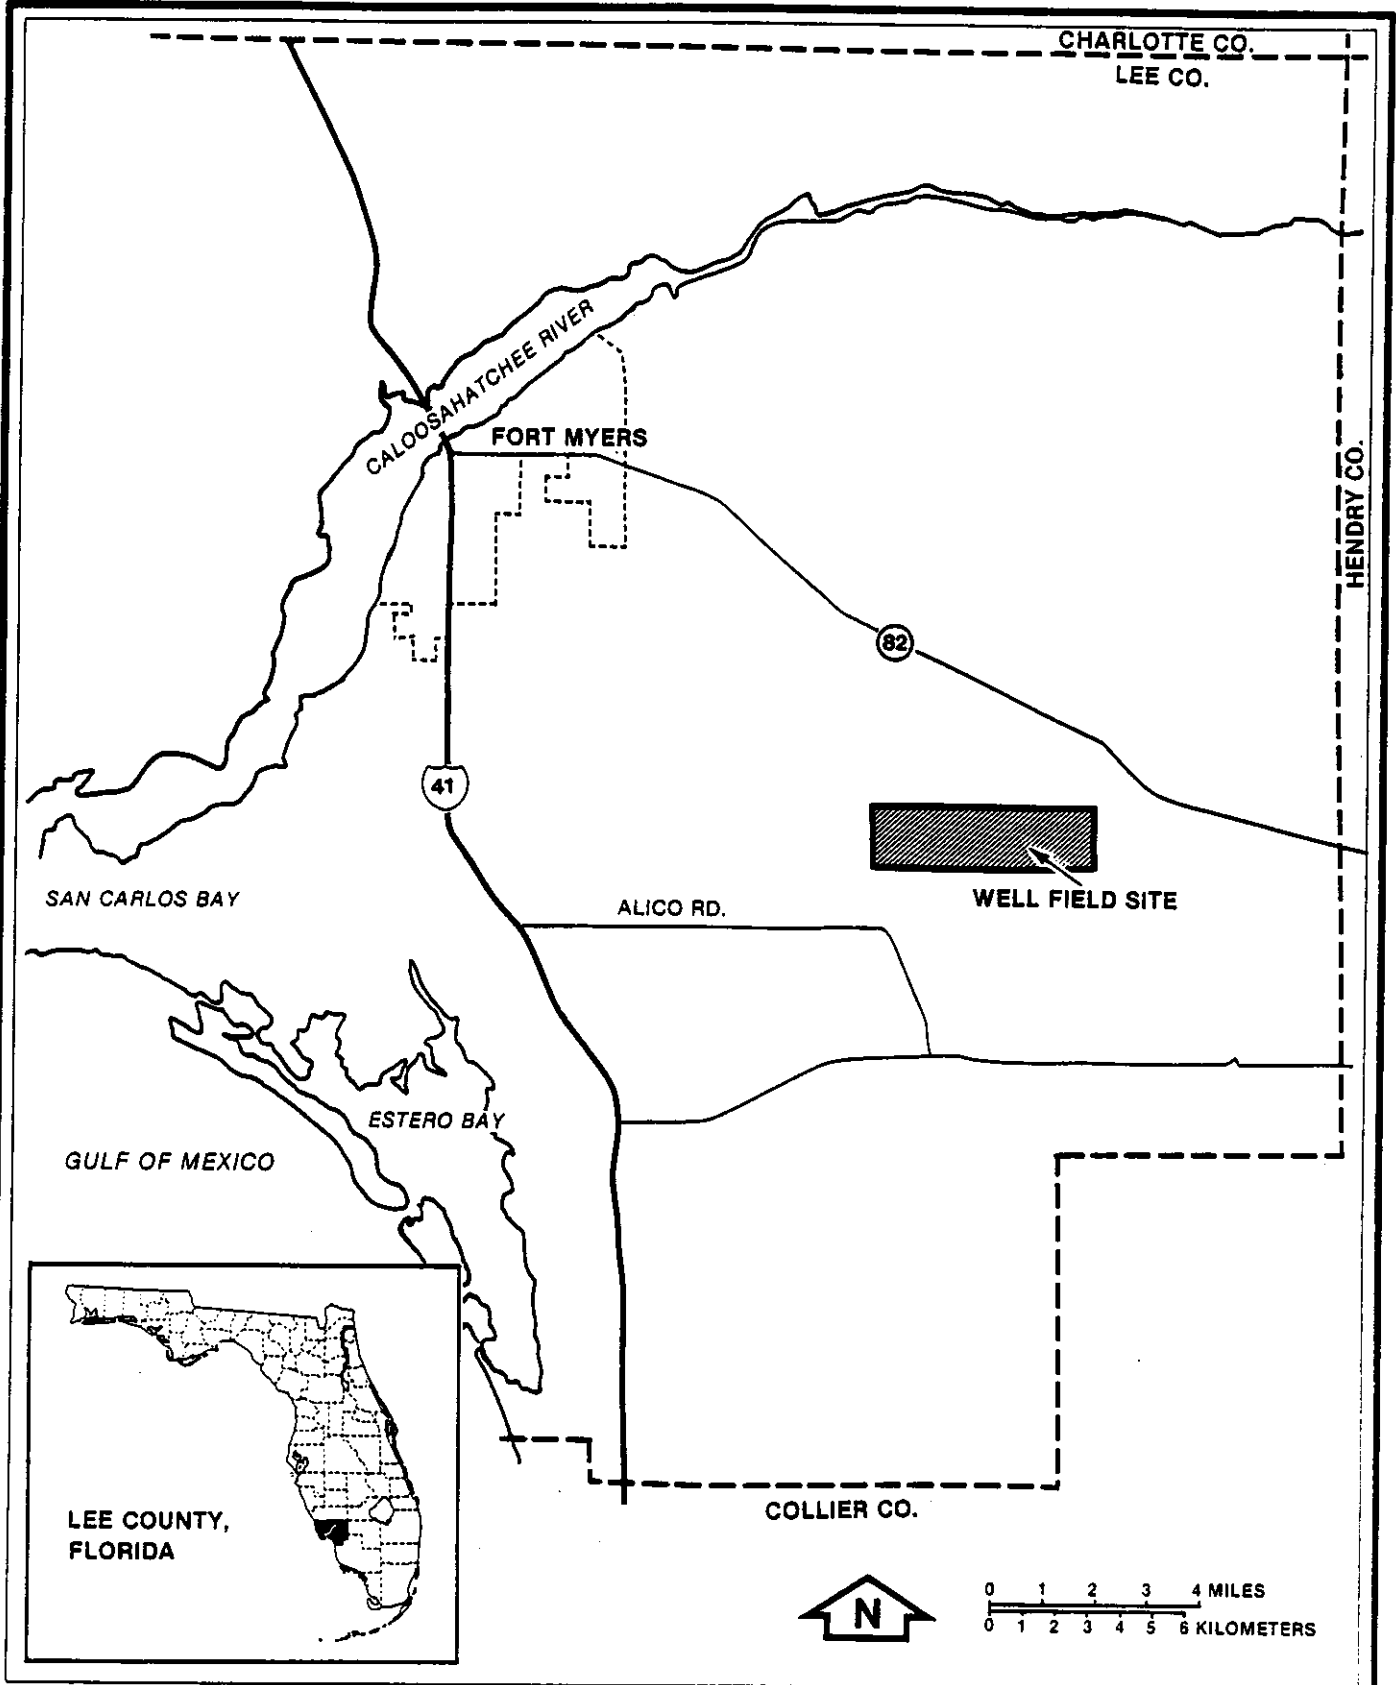 CHARLOTTE CO.
LEE CO.
CALOOSAHATCHEE RIVER
FORT MYERS
HENDRY CO.
82
41
WELL FIELD SITE
SAN CARLOS BAY
ALICO RD.
ESTERO BAY
GULF OF MEXICO
COLLIER CO.
LEE COUNTY,
FLORIDA
N
0 1 2 3 4 MILES
0 1 2 3 4 5 6 KILOMETERS